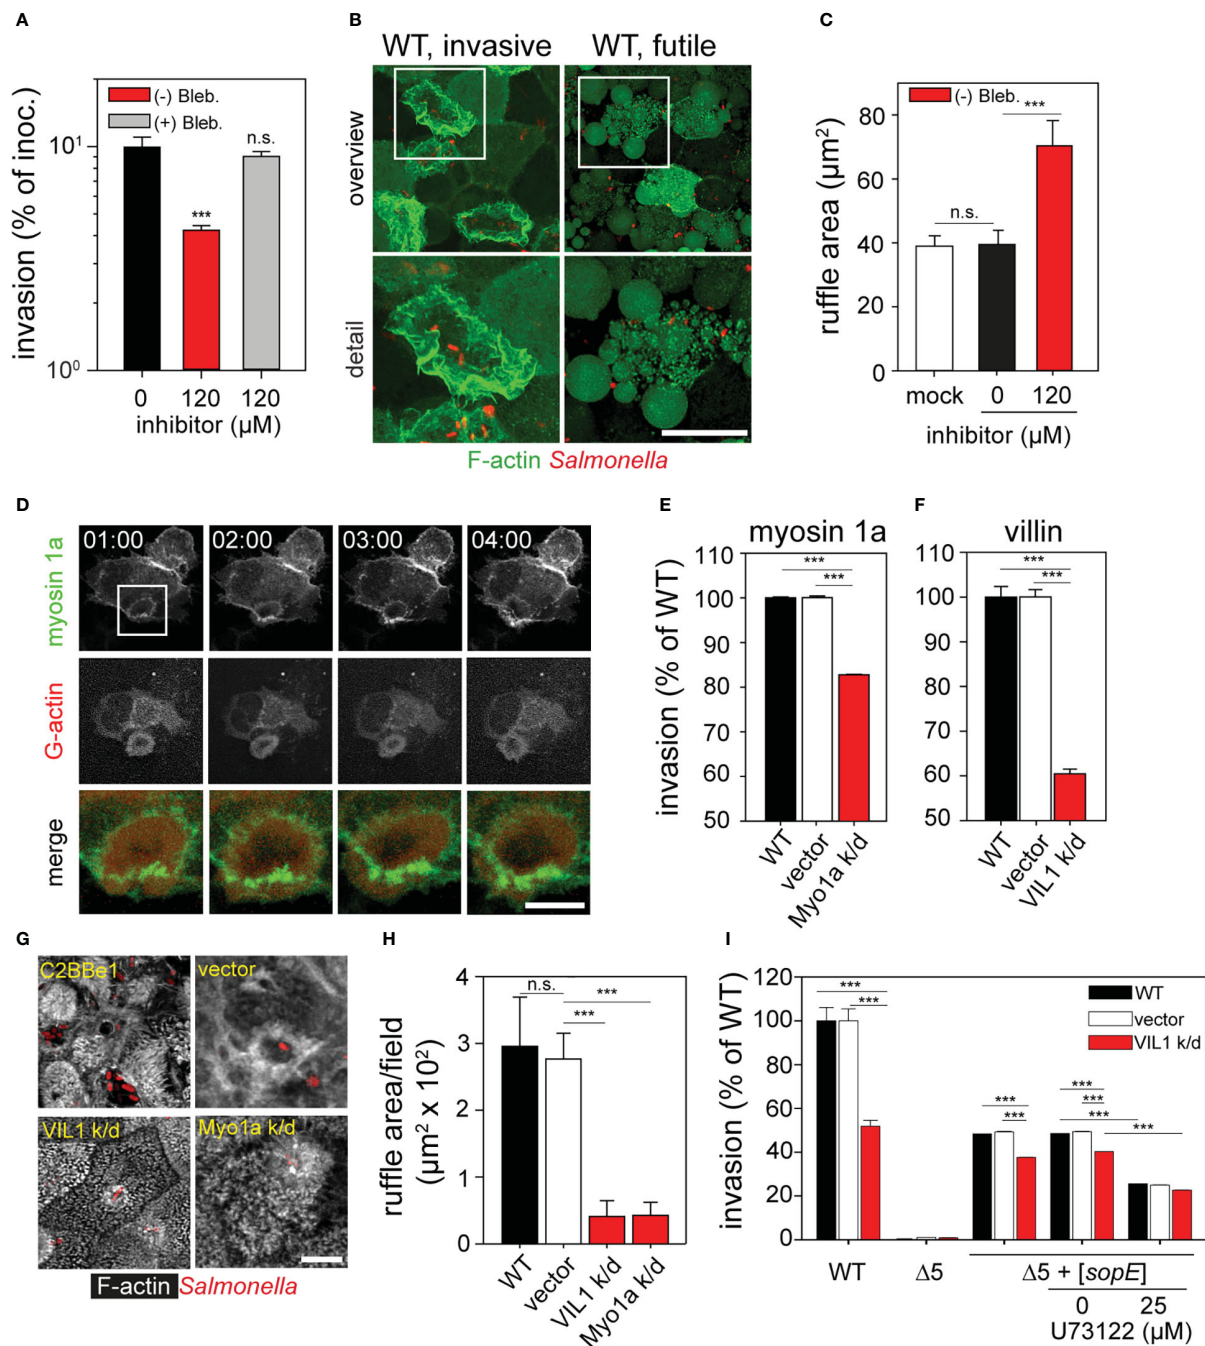 A
invasion (% of inoc.)
10¹
10⁰
(-) Bleb.
(+) Bleb.
***
n.s.
0 120 120
inhibitor (µM)
B
WT, invasive WT, futile
overview
detail
F-actin Salmonella
C
ruffle area (µm²)
80
60
40
20
0
(-) Bleb.
***
n.s.
mock 0 120
inhibitor (µM)
D
myosin 1a
G-actin
merge
01:00 02:00 03:00 04:00
E
myosin 1a
invasion (% of WT)
110
100
90
80
70
60
50
***
***
WT
vector
Myo1a k/d
F
villin
110
100
90
80
70
60
50
***
***
WT
vector
VIL1 k/d
G
C2BBe1 vector
VIL1 k/d Myo1a k/d
F-actin Salmonella
H
ruffle area/field
(µm² x 10²)
4
3
2
1
0
n.s.
***
***
WT
vector
VIL1 k/d
Myo1a k/d
I
invasion (% of WT)
120
100
80
60
40
20
0
WT
vector
VIL1 k/d
***
***
***
***
***
***
***
***
WT Δ5 Δ5 + [sopE]
0 25
U73122 (µM)